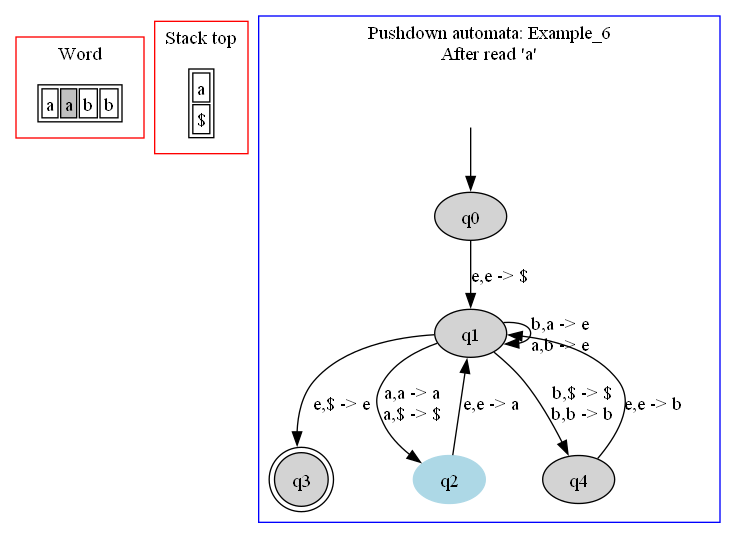 Word
a a b b
Stack top
a
$
Pushdown automata: Example_6
After read 'a'
q0
e,e -> $
q1
b,a -> e
a,b -> e
e,$ -> e
a,a -> a
a,$ -> $
e,e -> a
b,$ -> $
b,b -> b
e,e -> b
q3
q2
q4